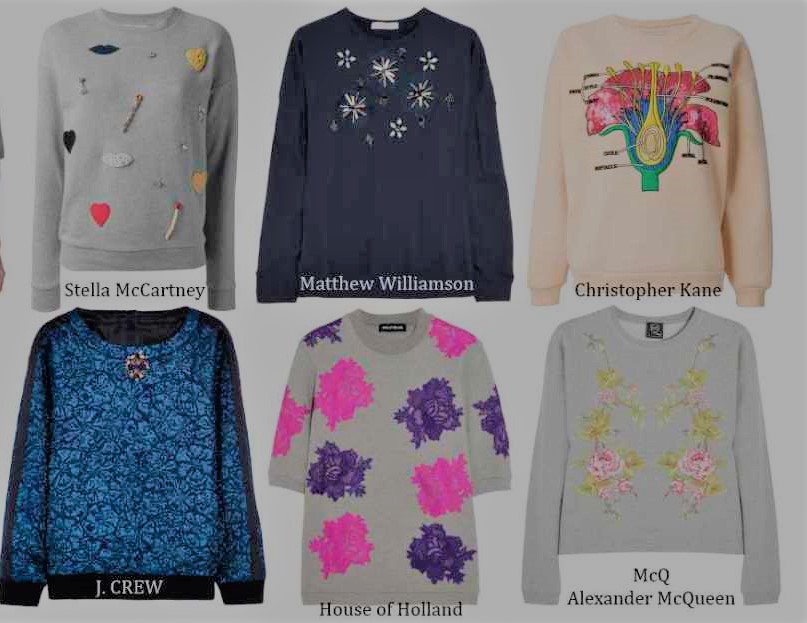 Stella McCartney
Matthew Williamson
Christopher Kane
J. CREW
House of Holland
McQ
Alexander McQueen